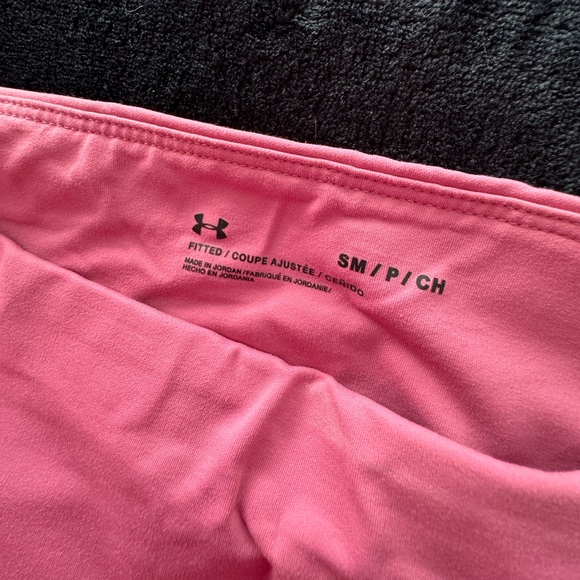 FITTED / COUPE AJUSTÉE / CEÑIDO
MADE IN JORDAN/FABRIQUÉ EN JORDANIE/
HECHO EN JORDANIA
SM / P / CH